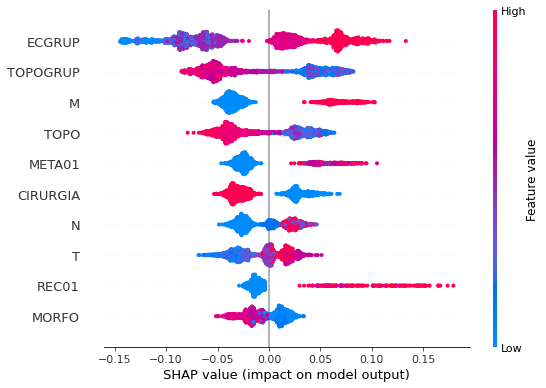 High
ECGRUP
TOPOGRUP
M
TOPO
META01
CIRURGIA
N
T
REC01
MORFO
Feature value
Low
−0.15 −0.10 −0.05 0.00 0.05 0.10 0.15
SHAP value (impact on model output)